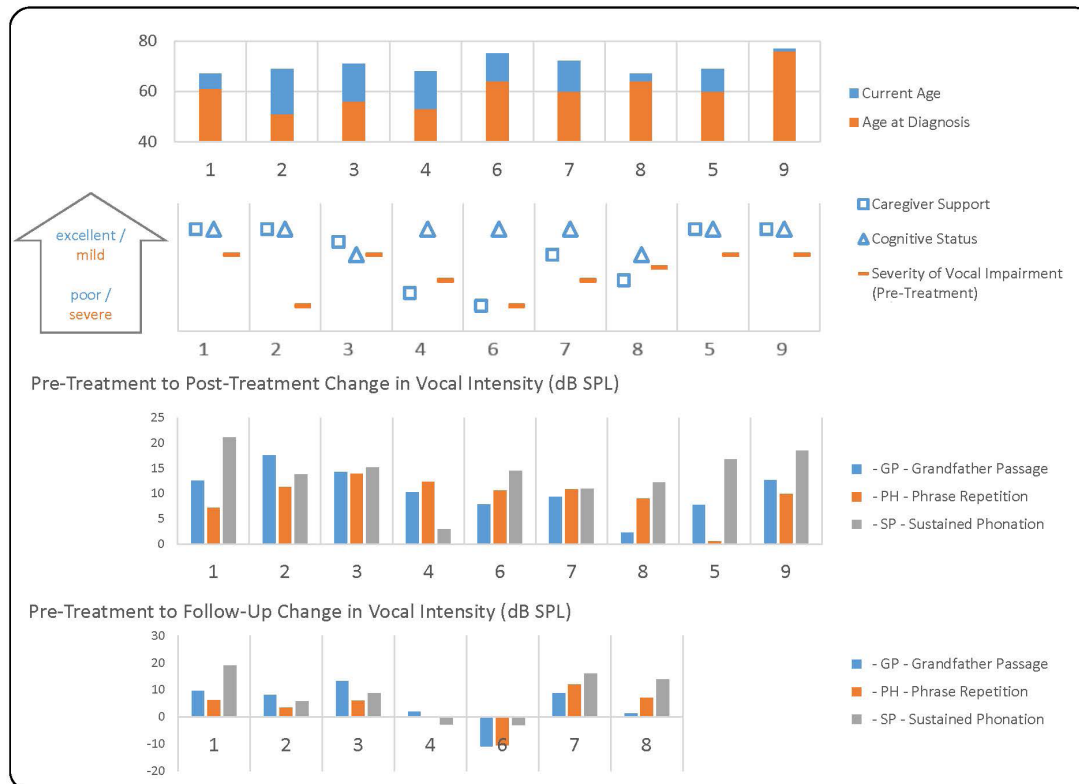 80
60
40
1 2 3 4 6 7 8 5 9
Current Age
Age at Diagnosis
excellent /
mild
poor /
severe
1 2 3 4 6 7 8 5 9
Caregiver Support
Cognitive Status
Severity of Vocal Impairment
(Pre-Treatment)
Pre-Treatment to Post-Treatment Change in Vocal Intensity (dB SPL)
25
20
15
10
5
0
1 2 3 4 6 7 8 5 9
- GP - Grandfather Passage
- PH - Phrase Repetition
- SP - Sustained Phonation
Pre-Treatment to Follow-Up Change in Vocal Intensity (dB SPL)
30
20
10
0
-10
-20
1 2 3 4 6 7 8
- GP - Grandfather Passage
- PH - Phrase Repetition
- SP - Sustained Phonation